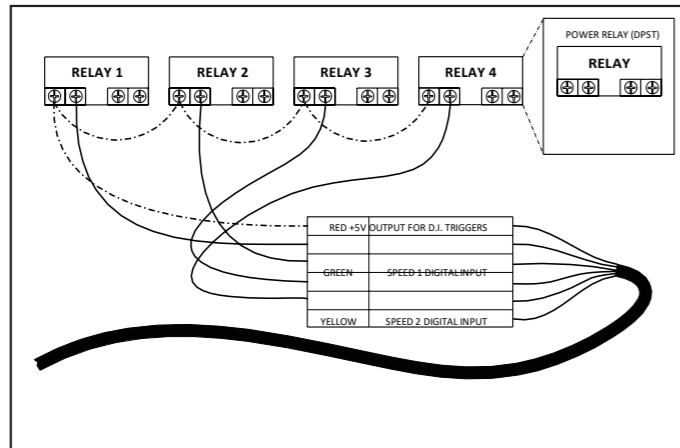 POWER RELAY (DPST)
RELAY
RELAY 1
RELAY 2
RELAY 3
RELAY 4
RED +5V OUTPUT FOR D.I. TRIGGERS
GREEN SPEED 1 DIGITAL INPUT
YELLOW SPEED 2 DIGITAL INPUT